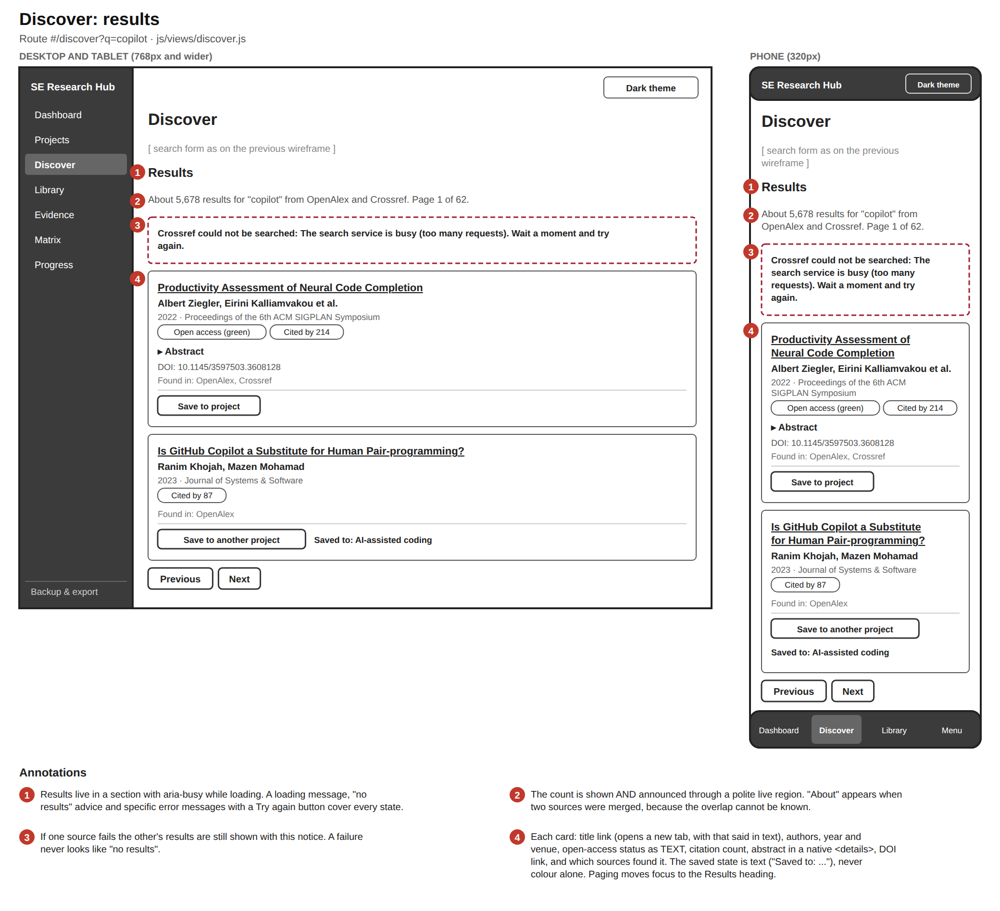 Discover: results
Route #/discover?q=copilot · js/views/discover.js
DESKTOP AND TABLET (768px and wider)
SE Research Hub
Dashboard
Projects
Discover
Library
Evidence
Matrix
Progress
Backup & export
Dark theme
Discover
[ search form as on the previous wireframe ]
1 Results
2 About 5,678 results for "copilot" from OpenAlex and Crossref. Page 1 of 62.
3 Crossref could not be searched: The search service is busy (too many requests). Wait a moment and try
again.
4
Productivity Assessment of Neural Code Completion
Albert Ziegler, Eirini Kalliamvakou et al.
2022 · Proceedings of the 6th ACM SIGPLAN Symposium
Open access (green) Cited by 214
▸ Abstract
DOI: 10.1145/3597503.3608128
Found in: OpenAlex, Crossref
Save to project
Is GitHub Copilot a Substitute for Human Pair-programming?
Ranim Khojah, Mazen Mohamad
2023 · Journal of Systems & Software
Cited by 87
Found in: OpenAlex
Save to another project Saved to: AI-assisted coding
Previous Next
PHONE (320px)
SE Research Hub Dark theme
Discover
[ search form as on the previous
wireframe ]
1 Results
2 About 5,678 results for "copilot" from
OpenAlex and Crossref. Page 1 of 62.
3 Crossref could not be searched: The
search service is busy (too many
requests). Wait a moment and try
again.
4
Productivity Assessment of
Neural Code Completion
Albert Ziegler, Eirini Kalliamvakou et al.
2022 · Proceedings of the 6th ACM
SIGPLAN Symposium
Open access (green) Cited by 214
▸ Abstract
DOI: 10.1145/3597503.3608128
Found in: OpenAlex, Crossref
Save to project
Is GitHub Copilot a Substitute
for Human Pair-programming?
Ranim Khojah, Mazen Mohamad
2023 · Journal of Systems & Software
Cited by 87
Found in: OpenAlex
Save to another project
Saved to: AI-assisted coding
Previous Next
Dashboard Discover Library Menu
Annotations
1 Results live in a section with aria-busy while loading. A loading message, "no
results" advice and specific error messages with a Try again button cover every state.
2 The count is shown AND announced through a polite live region. "About" appears when
two sources were merged, because the overlap cannot be known.
3 If one source fails the other's results are still shown with this notice. A failure
never looks like "no results".
4 Each card: title link (opens a new tab, with that said in text), authors, year and
venue, open-access status as TEXT, citation count, abstract in a native <details>, DOI
link, and which sources found it. The saved state is text ("Saved to: ..."), never
colour alone. Paging moves focus to the Results heading.